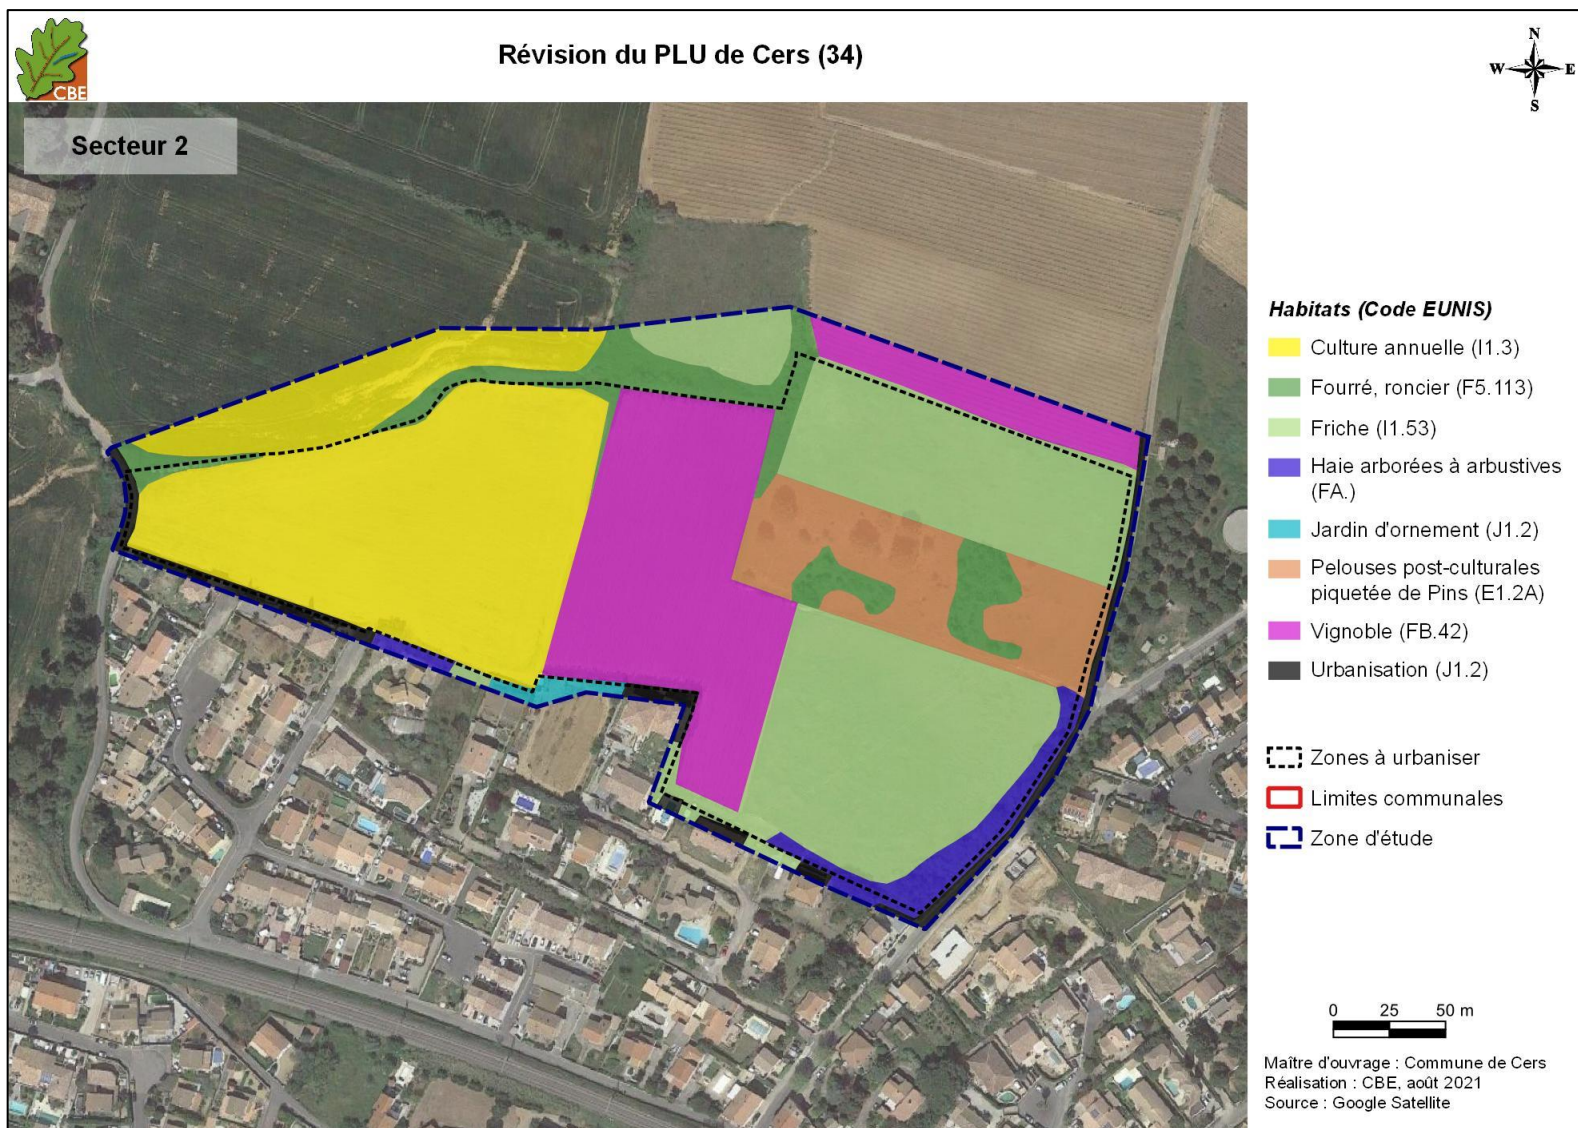 CBE
Révision du PLU de Cers (34)
N
W E
S
Secteur 2
Habitats (Code EUNIS)
Culture annuelle (I1.3)
Fourré, roncier (F5.113)
Friche (I1.53)
Haie arborées à arbustives
(FA.)
Jardin d'ornement (J1.2)
Pelouses post-culturales
piquetée de Pins (E1.2A)
Vignoble (FB.42)
Urbanisation (J1.2)
Zones à urbaniser
Limites communales
Zone d'étude
0 25 50 m
Maître d'ouvrage : Commune de Cers
Réalisation : CBE, août 2021
Source : Google Satellite